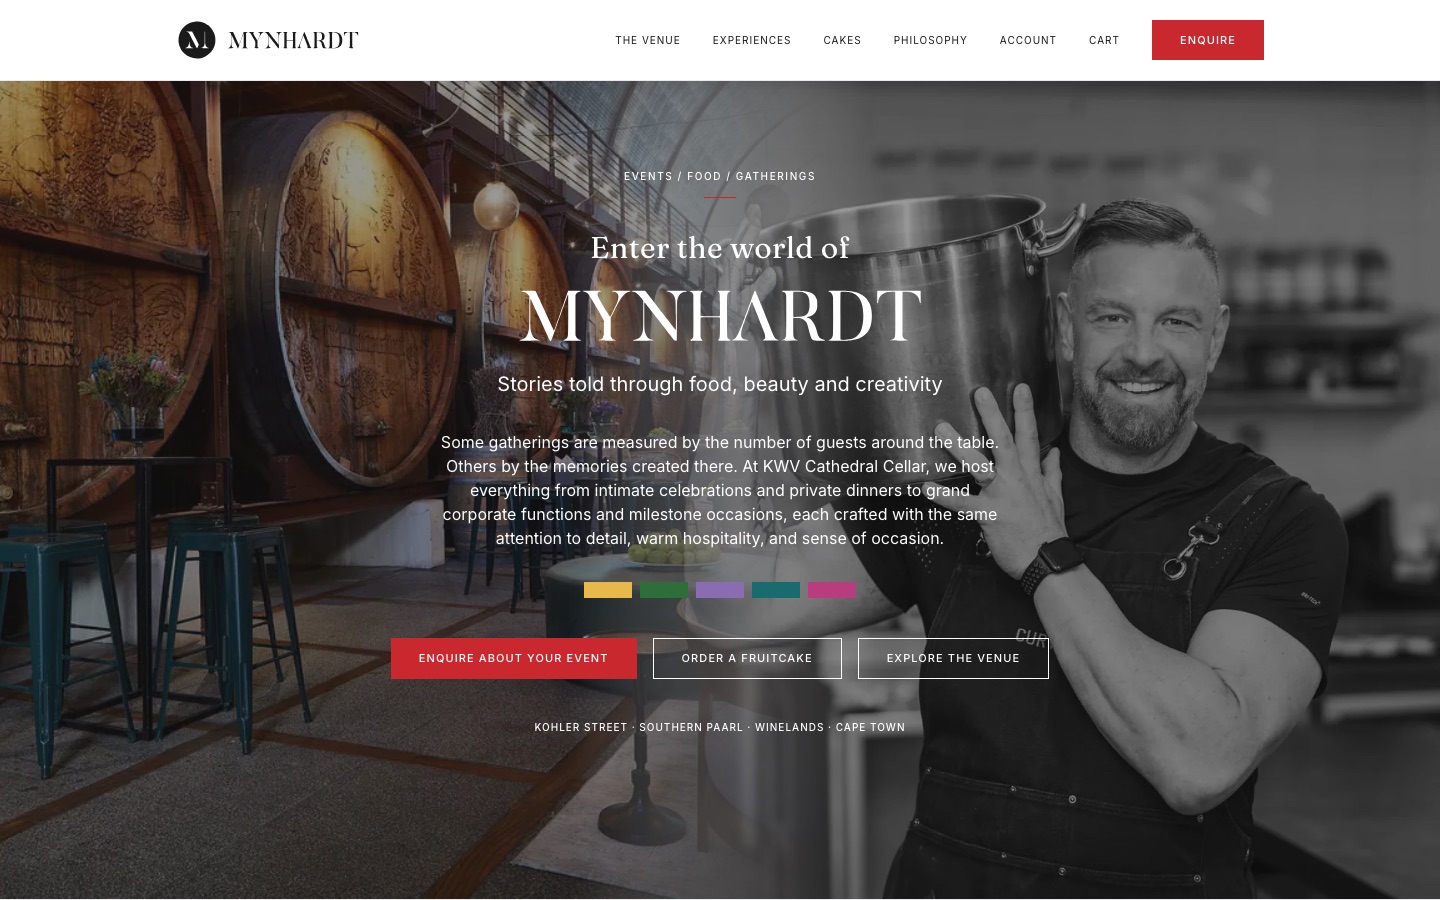 M MYNHARDT
THE VENUE EXPERIENCES CAKES PHILOSOPHY ACCOUNT CART ENQUIRE
EVENTS / FOOD / GATHERINGS
Enter the world of
MYNHARDT
Stories told through food, beauty and creativity
Some gatherings are measured by the number of guests around the table.
Others by the memories created there. At KWV Cathedral Cellar, we host
everything from intimate celebrations and private dinners to grand
corporate functions and milestone occasions, each crafted with the same
attention to detail, warm hospitality, and sense of occasion.
CUR
ENQUIRE ABOUT YOUR EVENT ORDER A FRUITCAKE EXPLORE THE VENUE
KOHLER STREET · SOUTHERN PAARL · WINELANDS · CAPE TOWN